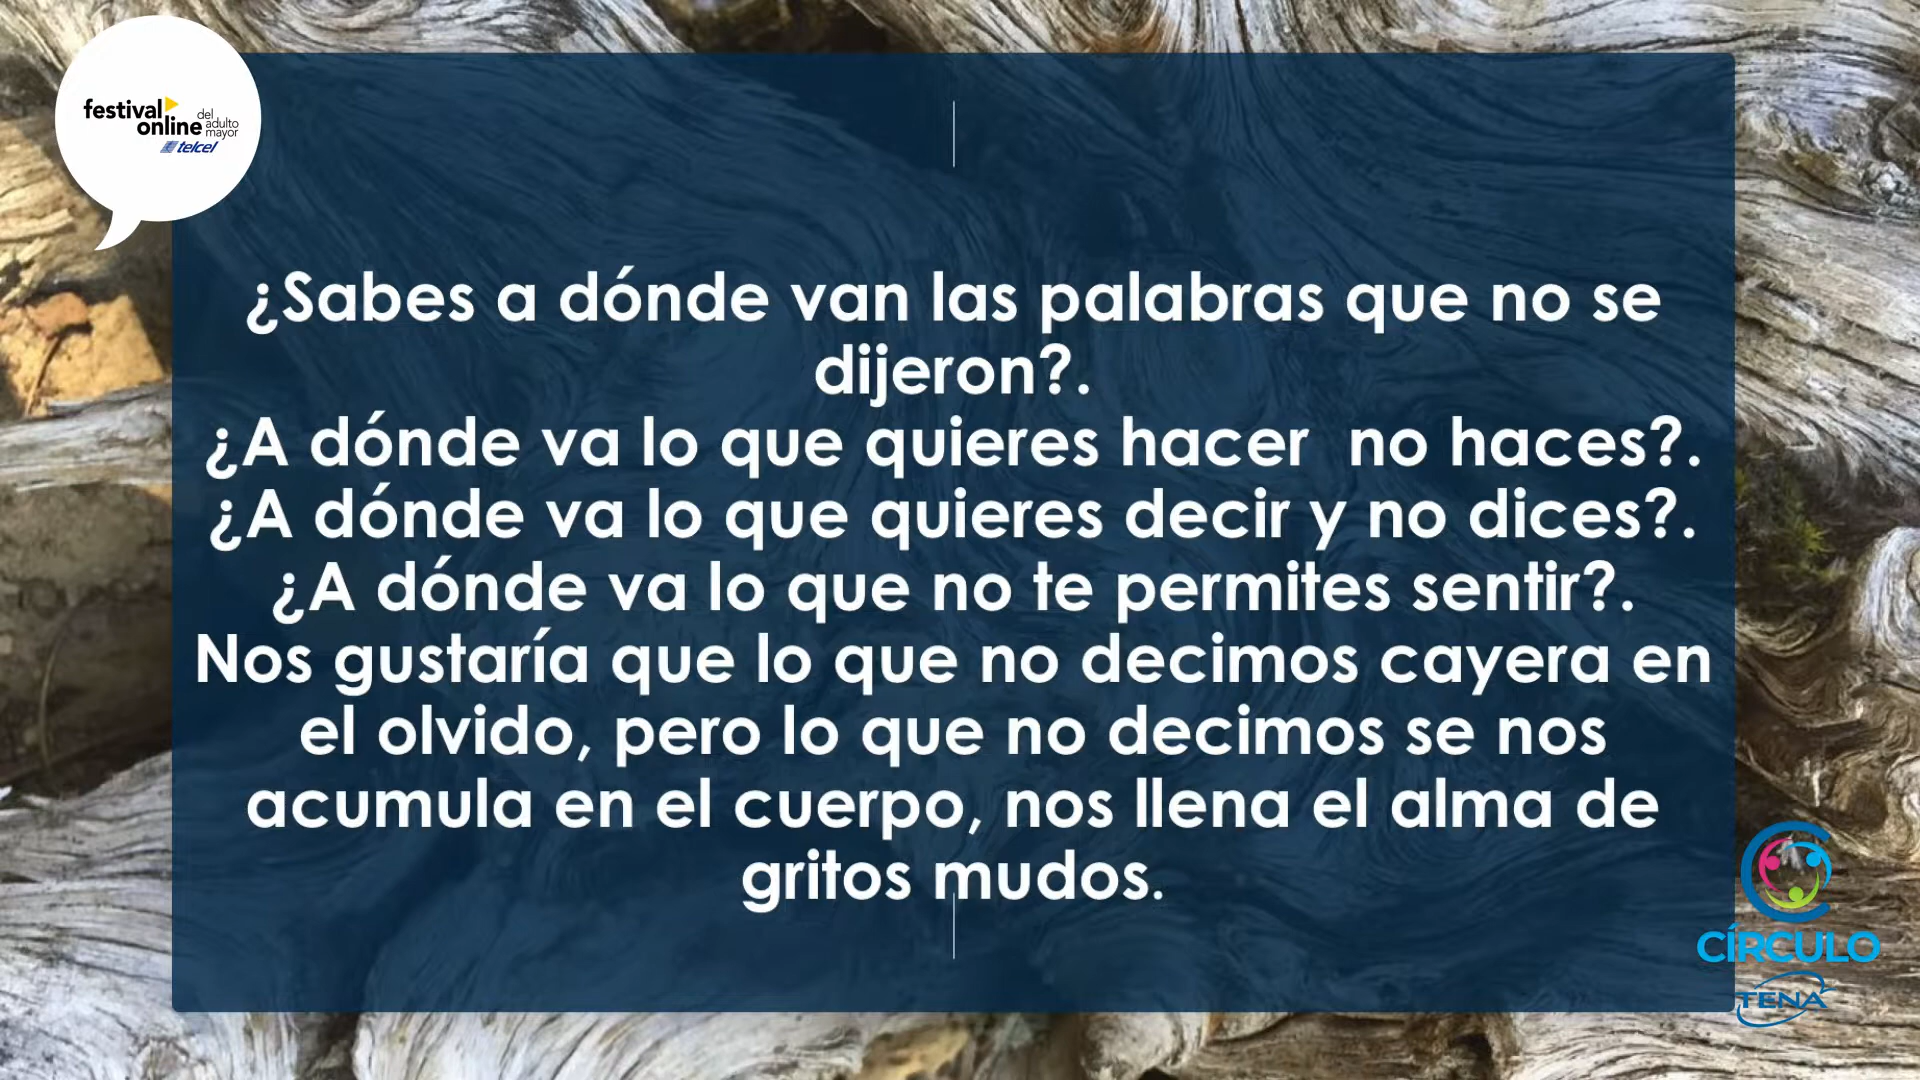 festival
online
del
adulto
mayor
telcel
¿Sabes a dónde van las palabras que no se
dijeron?.
¿A dónde va lo que quieres hacer  no haces?.
¿A dónde va lo que quieres decir y no dices?.
¿A dónde va lo que no te permites sentir?.
Nos gustaría que lo que no decimos cayera en
el olvido, pero lo que no decimos se nos
acumula en el cuerpo, nos llena el alma de
gritos mudos.
CÍRCULO
TENA